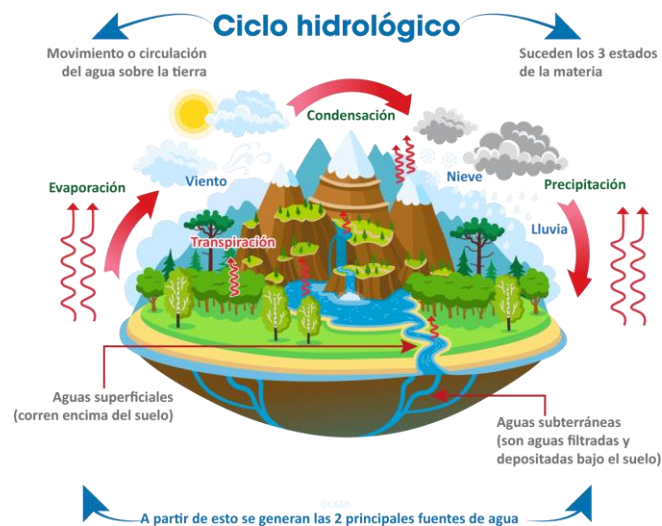 Ciclo hidrológico
Movimiento o circulación
del agua sobre la tierra
Suceden los 3 estados
de la materia
Condensación
Evaporación
Viento
Nieve
Precipitación
Lluvia
Transpiración
Aguas superficiales
(corren encima del suelo)
Aguas subterráneas
(son aguas filtradas y
depositadas bajo el suelo)
OCEAN
A partir de esto se generan las 2 principales fuentes de agua